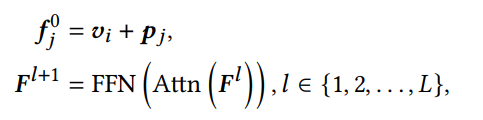 f_j^0 = v_i + p_j,
F^{l+1} = FFN(Attn(F^l)), l ∈ {1, 2, . . . , L},